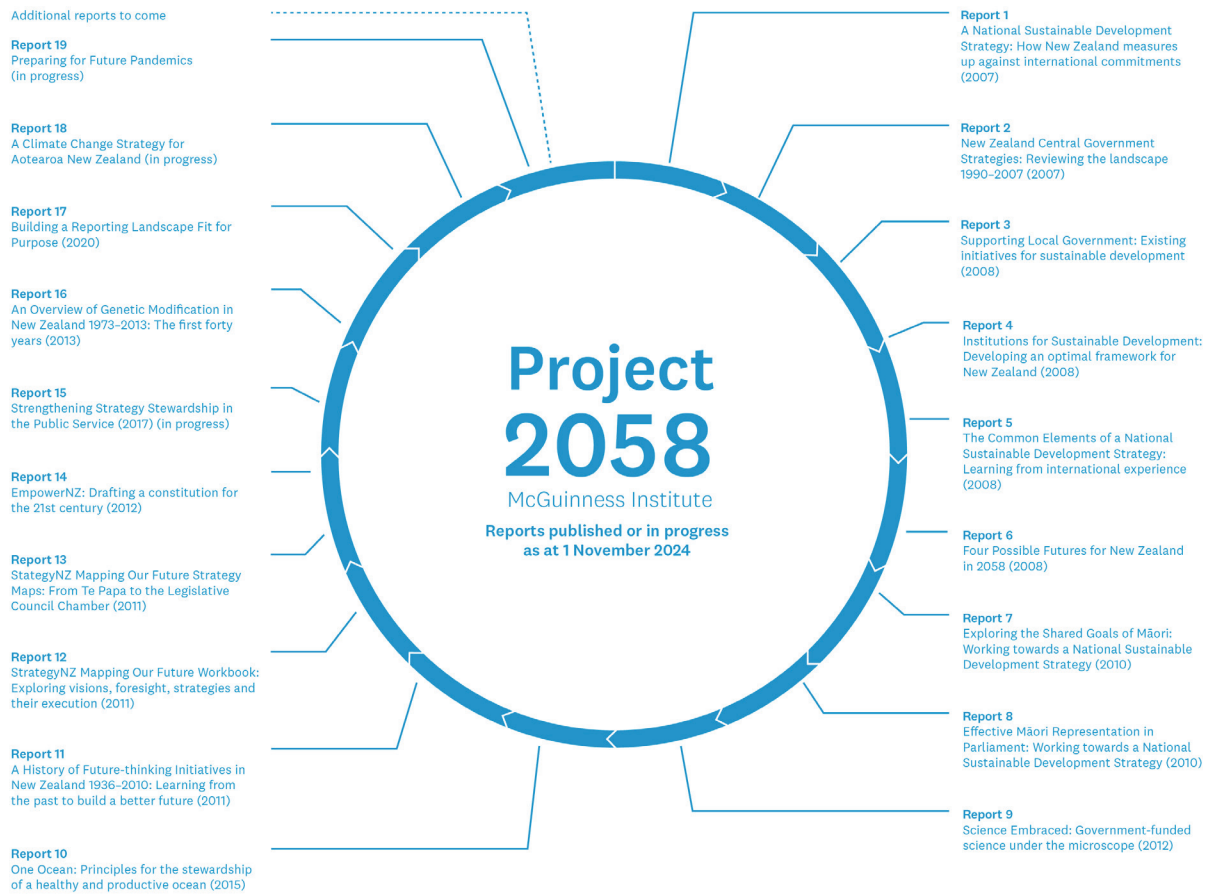 Additional reports to come
Report 19
Preparing for Future Pandemics
(in progress)
Report 18
A Climate Change Strategy for
Aotearoa New Zealand (in progress)
Report 17
Building a Reporting Landscape Fit for
Purpose (2020)
Report 16
An Overview of Genetic Modification in
New Zealand 1973–2013: The first forty
years (2013)
Report 15
Strengthening Strategy Stewardship in
the Public Service (2017) (in progress)
Report 14
EmpowerNZ: Drafting a constitution for
the 21st century (2012)
Report 13
StategyNZ Mapping Our Future Strategy
Maps: From Te Papa to the Legislative
Council Chamber (2011)
Report 12
StrategyNZ Mapping Our Future Workbook:
Exploring visions, foresight, strategies and
their execution (2011)
Report 11
A History of Future-thinking Initiatives in
New Zealand 1936–2010: Learning from
the past to build a better future (2011)
Report 10
One Ocean: Principles for the stewardship
of a healthy and productive ocean (2015)
Project
2058
McGuinness Institute
Reports published or in progress
as at 1 November 2024
Report 1
A National Sustainable Development
Strategy: How New Zealand measures
up against international commitments
(2007)
Report 2
New Zealand Central Government
Strategies: Reviewing the landscape
1990–2007 (2007)
Report 3
Supporting Local Government: Existing
initiatives for sustainable development
(2008)
Report 4
Institutions for Sustainable Development:
Developing an optimal framework for
New Zealand (2008)
Report 5
The Common Elements of a National
Sustainable Development Strategy:
Learning from international experience
(2008)
Report 6
Four Possible Futures for New Zealand
in 2058 (2008)
Report 7
Exploring the Shared Goals of Māori:
Working towards a National Sustainable
Development Strategy (2010)
Report 8
Effective Māori Representation in
Parliament: Working towards a National
Sustainable Development Strategy (2010)
Report 9
Science Embraced: Government-funded
science under the microscope (2012)